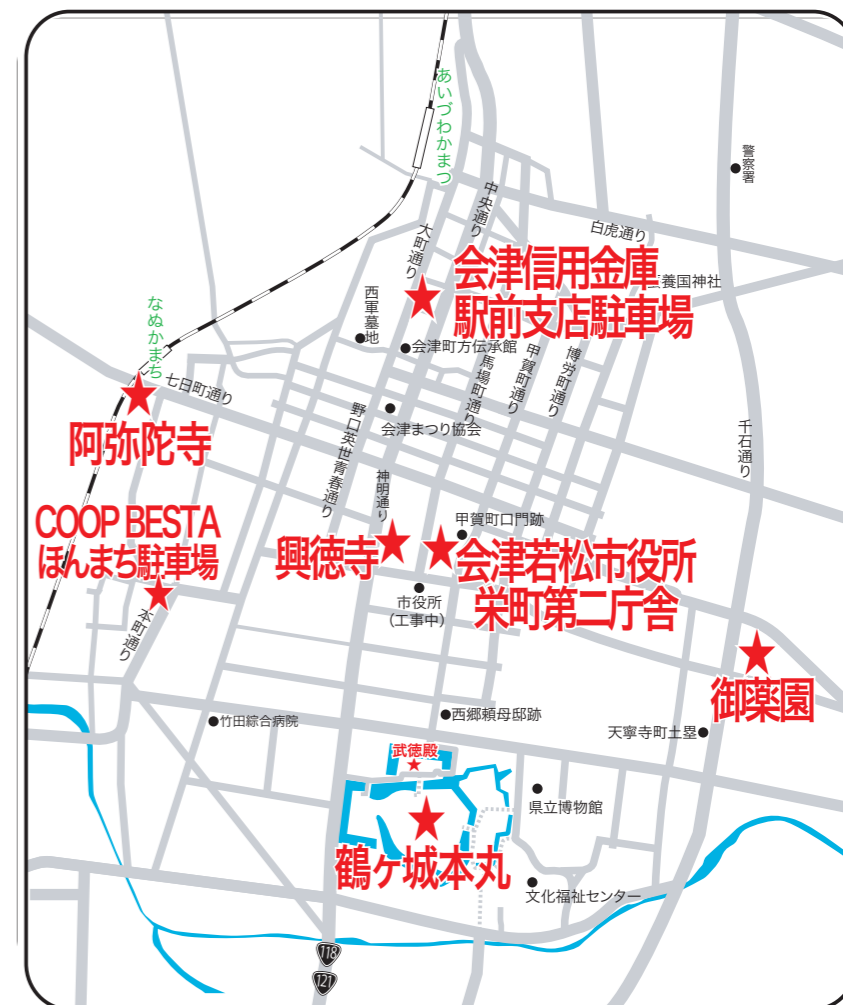 あいづわかまつ
警察署
中央通り
白虎通り
大町通り
会津信用金庫
駅前支店駐車場
養国神社
西軍墓地
会津町方伝承館
馬場町通り
甲賀町通り
博労町通り
なぬかまち
七日町通り
阿弥陀寺
会津まつり協会
野口英世青春通り
神明通り
千石通り
COOP BESTA
ほんまち駐車場
本町通り
興徳寺
甲賀町口門跡
会津若松市役所
栄町第二庁舎
市役所
(工事中)
御薬園
竹田綜合病院
西郷頼母邸跡
天寧寺町土塁
武徳殿
県立博物館
鶴ヶ城本丸
文化福祉センター
118
121